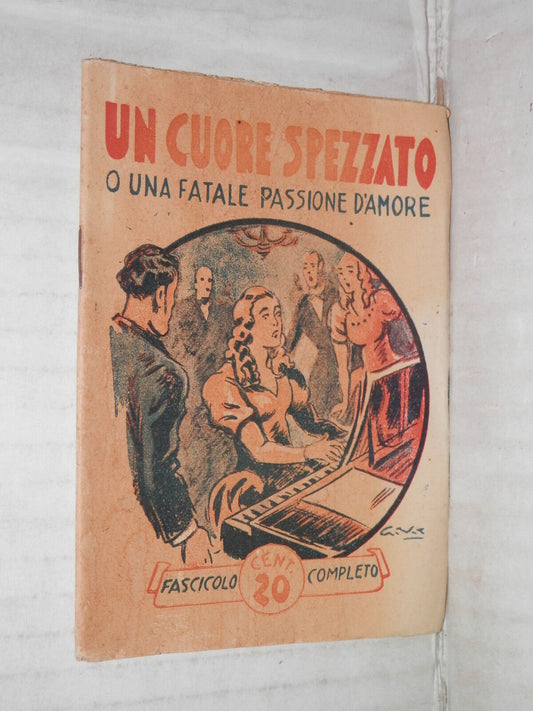 UN CUORE SPEZZATO
O UNA FATALE PASSIONE D'AMORE
FASCICOLO CENT. 20 COMPLETO